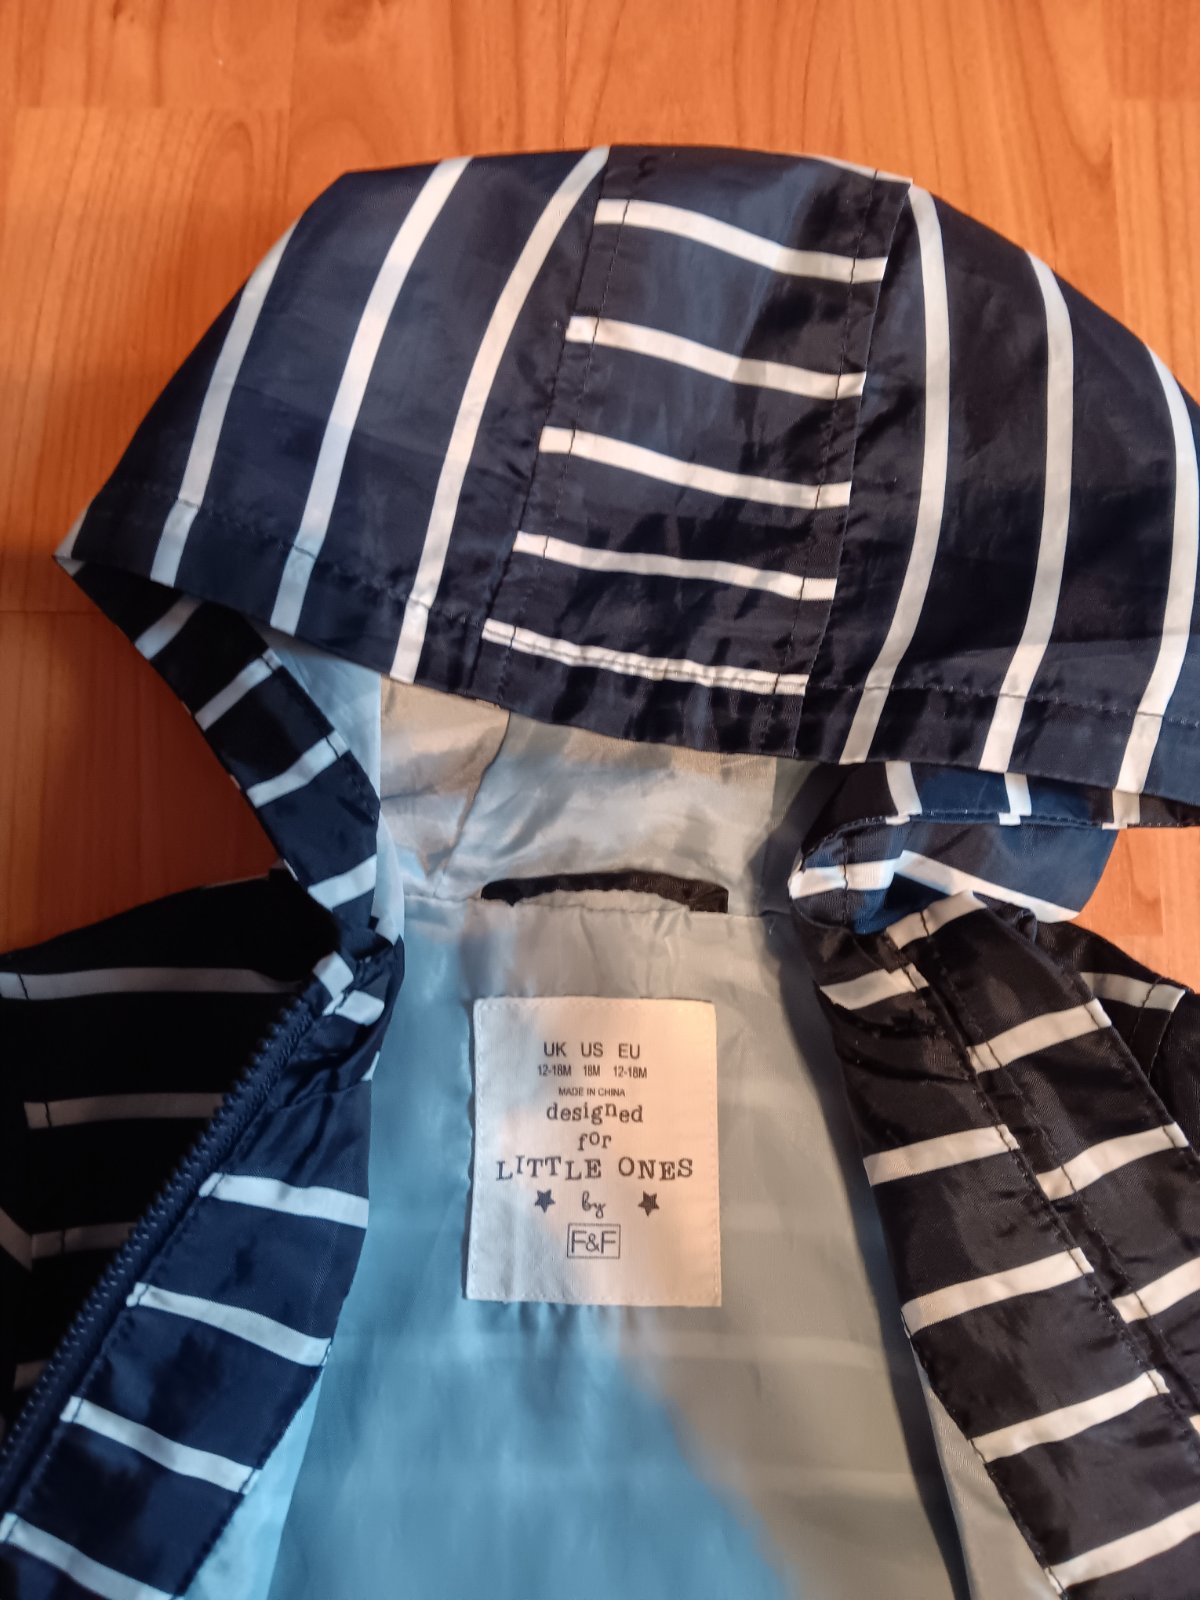 UK US EU
12-18M 18M 12-18M
MADE IN CHINA
designed
for
LITTLE ONES
by
F&F